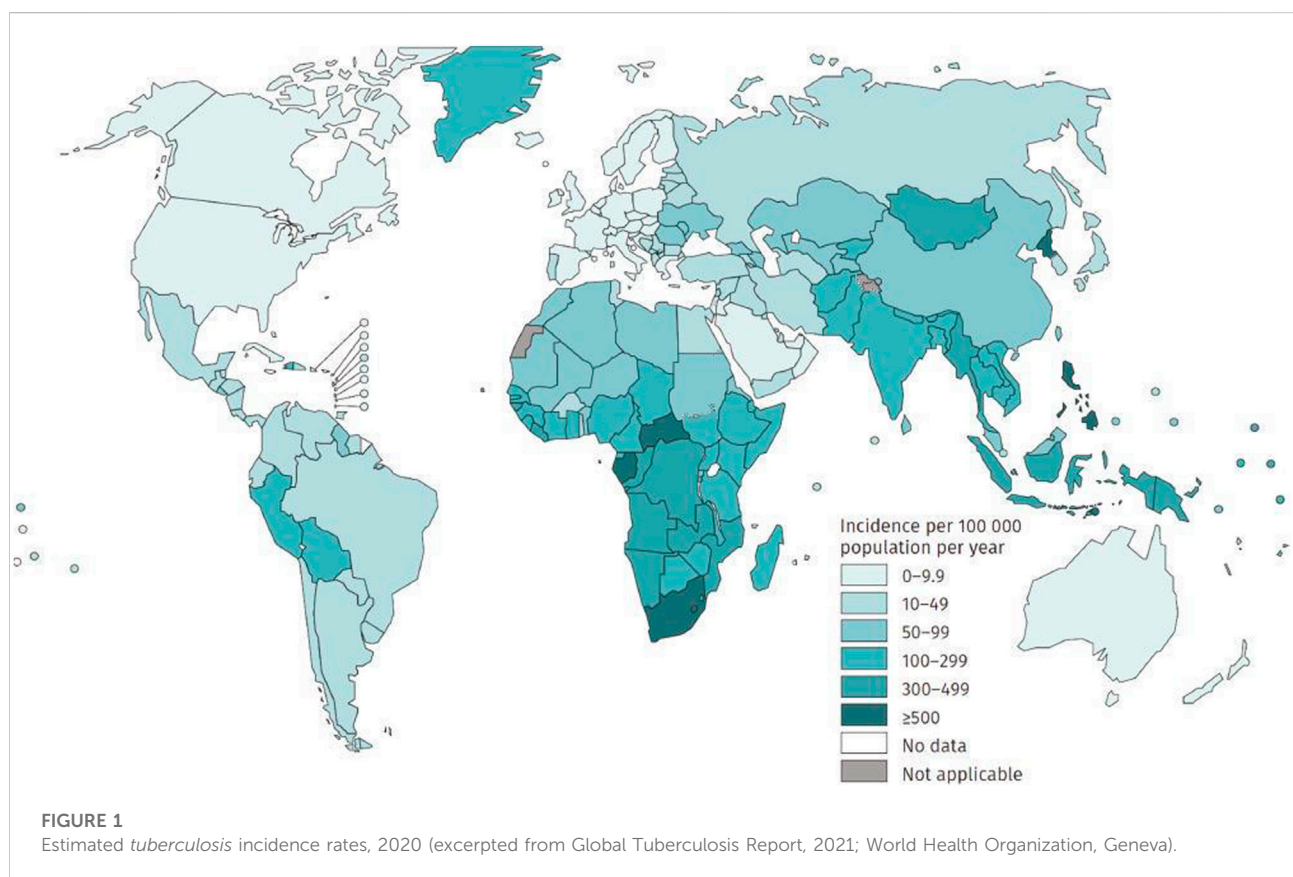 Incidence per 100 000
population per year
0–9.9
10–49
50–99
100–299
300–499
≥500
No data
Not applicable
FIGURE 1
Estimated tuberculosis incidence rates, 2020 (excerpted from Global Tuberculosis Report, 2021; World Health Organization, Geneva).